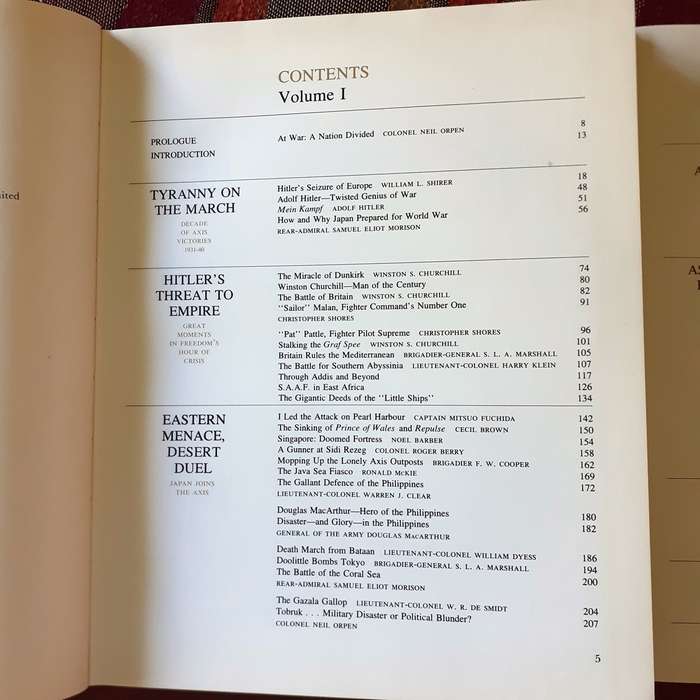 ited
CONTENTS
Volume I
PROLOGUE
INTRODUCTION
At War: A Nation Divided COLONEL NEIL ORPEN 8
13
TYRANNY ON
THE MARCH
DECADE
OF AXIS
VICTORIES
1931-40
Hitler's Seizure of Europe WILLIAM L. SHIRER 18
Adolf Hitler—Twisted Genius of War 48
Mein Kampf ADOLF HITLER 51
How and Why Japan Prepared for World War 56
REAR-ADMIRAL SAMUEL ELIOT MORISON
HITLER'S
THREAT TO
EMPIRE
GREAT
MOMENTS
IN FREEDOM'S
HOUR OF
CRISIS
The Miracle of Dunkirk WINSTON S. CHURCHILL 74
Winston Churchill—Man of the Century 80
The Battle of Britain WINSTON S. CHURCHILL 82
"Sailor" Malan, Fighter Command's Number One 91
CHRISTOPHER SHORES
"Pat" Pattle, Fighter Pilot Supreme CHRISTOPHER SHORES 96
Stalking the Graf Spee WINSTON S. CHURCHILL 101
Britain Rules the Mediterranean BRIGADIER-GENERAL S. L. A. MARSHALL 105
The Battle for Southern Abyssinia LIEUTENANT-COLONEL HARRY KLEIN 107
Through Addis and Beyond 117
S.A.A.F. in East Africa 126
The Gigantic Deeds of the "Little Ships" 134
EASTERN
MENACE,
DESERT
DUEL
JAPAN JOINS
THE AXIS
I Led the Attack on Pearl Harbour CAPTAIN MITSUO FUCHIDA 142
The Sinking of Prince of Wales and Repulse CECIL BROWN 150
Singapore: Doomed Fortress NOEL BARBER 154
A Gunner at Sidi Rezeg COLONEL ROGER BERRY 158
Mopping Up the Lonely Axis Outposts BRIGADIER F. W. COOPER 162
The Java Sea Fiasco RONALD McKIE 169
The Gallant Defence of the Philippines 172
LIEUTENANT-COLONEL WARREN J. CLEAR
Douglas MacArthur—Hero of the Philippines 180
Disaster—and Glory—in the Philippines 182
GENERAL OF THE ARMY DOUGLAS MacARTHUR
Death March from Bataan LIEUTENANT-COLONEL WILLIAM DYESS 186
Doolittle Bombs Tokyo BRIGADIER-GENERAL S. L. A. MARSHALL 194
The Battle of the Coral Sea 200
REAR-ADMIRAL SAMUEL ELIOT MORISON
The Gazala Gallop LIEUTENANT-COLONEL W. R. DE SMIDT 204
Tobruk . . . Military Disaster or Political Blunder? 207
COLONEL NEIL ORPEN
5